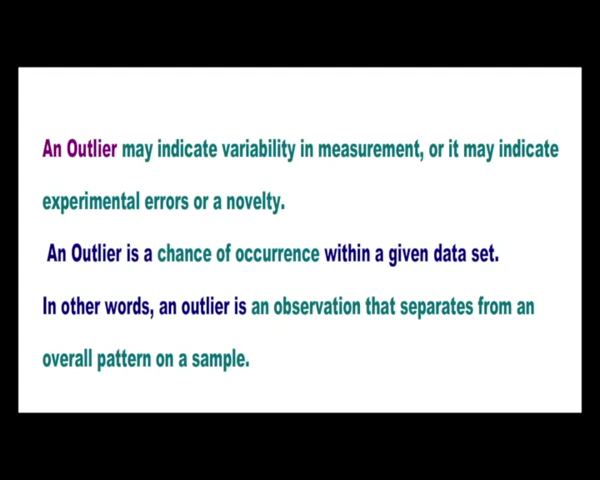 An Outlier may indicate variability in measurement, or it may indicate
experimental errors or a novelty.
An Outlier is a chance of occurrence within a given data set.
In other words, an outlier is an observation that separates from an
overall pattern on a sample.